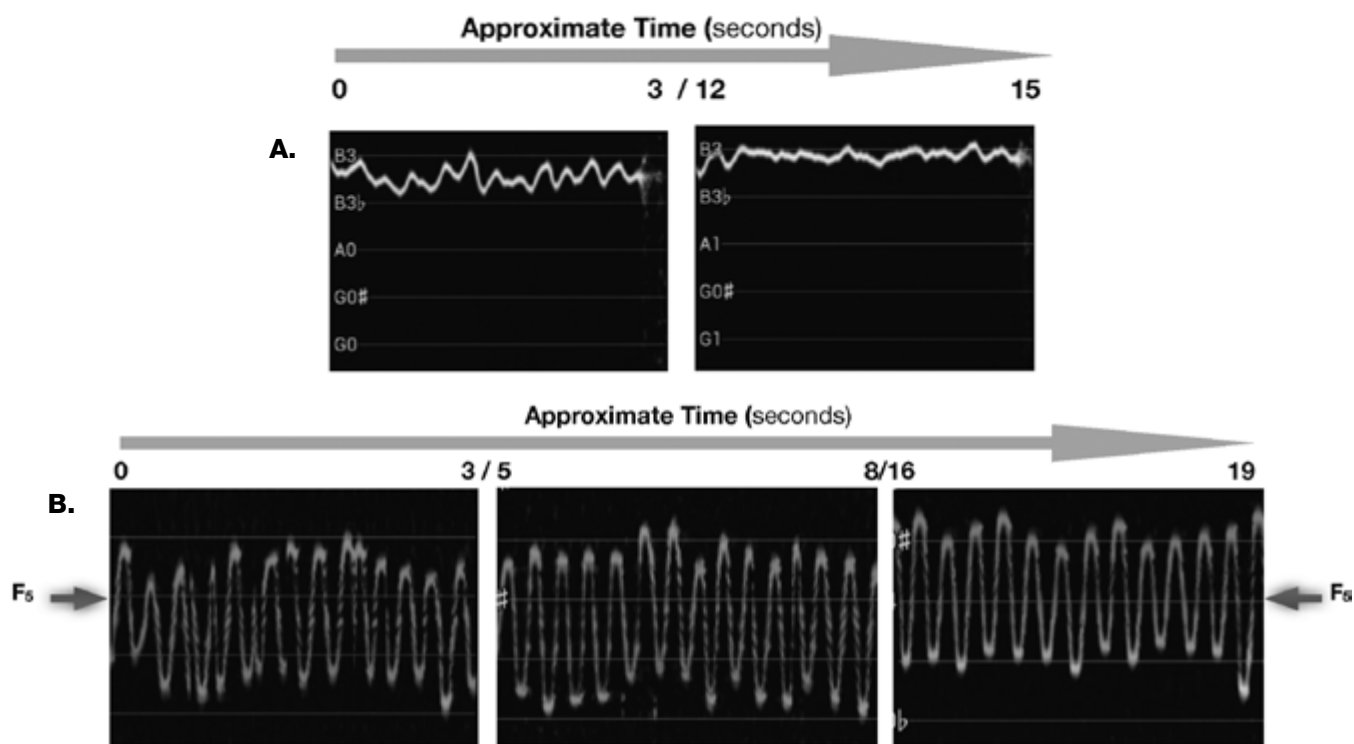 Approximate Time (seconds)
0 3 / 12 15
A.
B3 B3
B3♭ B3♭
A0 A1
G0♯ G0♯
G0 G1
Approximate Time (seconds)
0 3 / 5 8/16 19
B.
♯
F5 ♯ F5
♭